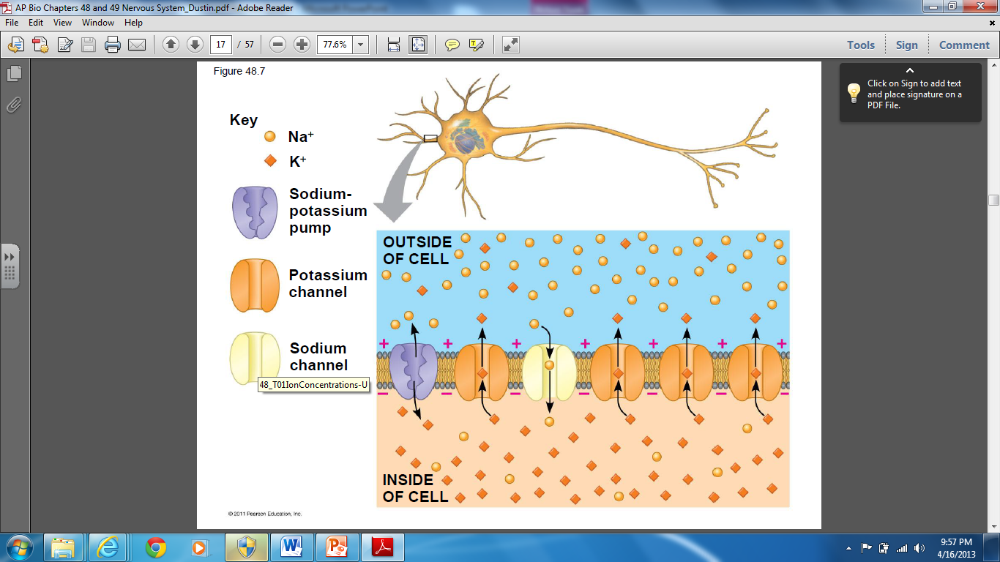 AP Bio Chapters 48 and 49 Nervous System_Dustin.pdf - Adobe Reader
File Edit View Window Help
17 / 57 77.6% Tools Sign Comment
Click on Sign to add text
and place signature on a
PDF File.
Figure 48.7
Key
Na⁺
K⁺
Sodium-
potassium
pump
Potassium
channel
Sodium
channel
48_T01IonConcentrations-U
OUTSIDE
OF CELL
+ + + + + + +
− − − − − − −
INSIDE
OF CELL
© 2011 Pearson Education, Inc.
9:57 PM
4/16/2013